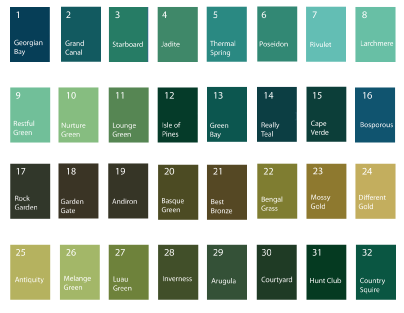 1 2 3 4 5 6 7 8
Georgian Bay
Grand Canal
Starboard
Jadite
Thermal Spring
Poseidon
Rivulet
Larchmere
9 10 11 12 13 14 15 16
Restful Green
Nurture Green
Lounge Green
Isle of Pines
Green Bay
Really Teal
Cape Verde
Bosporous
17 18 19 20 21 22 23 24
Rock Garden
Garden Gate
Andiron
Basque Green
Best Bronze
Bengal Grass
Mossy Gold
Different Gold
25 26 27 28 29 30 31 32
Antiquity
Melange Green
Luau Green
Inverness
Arugula
Courtyard
Hunt Club
Country Squire